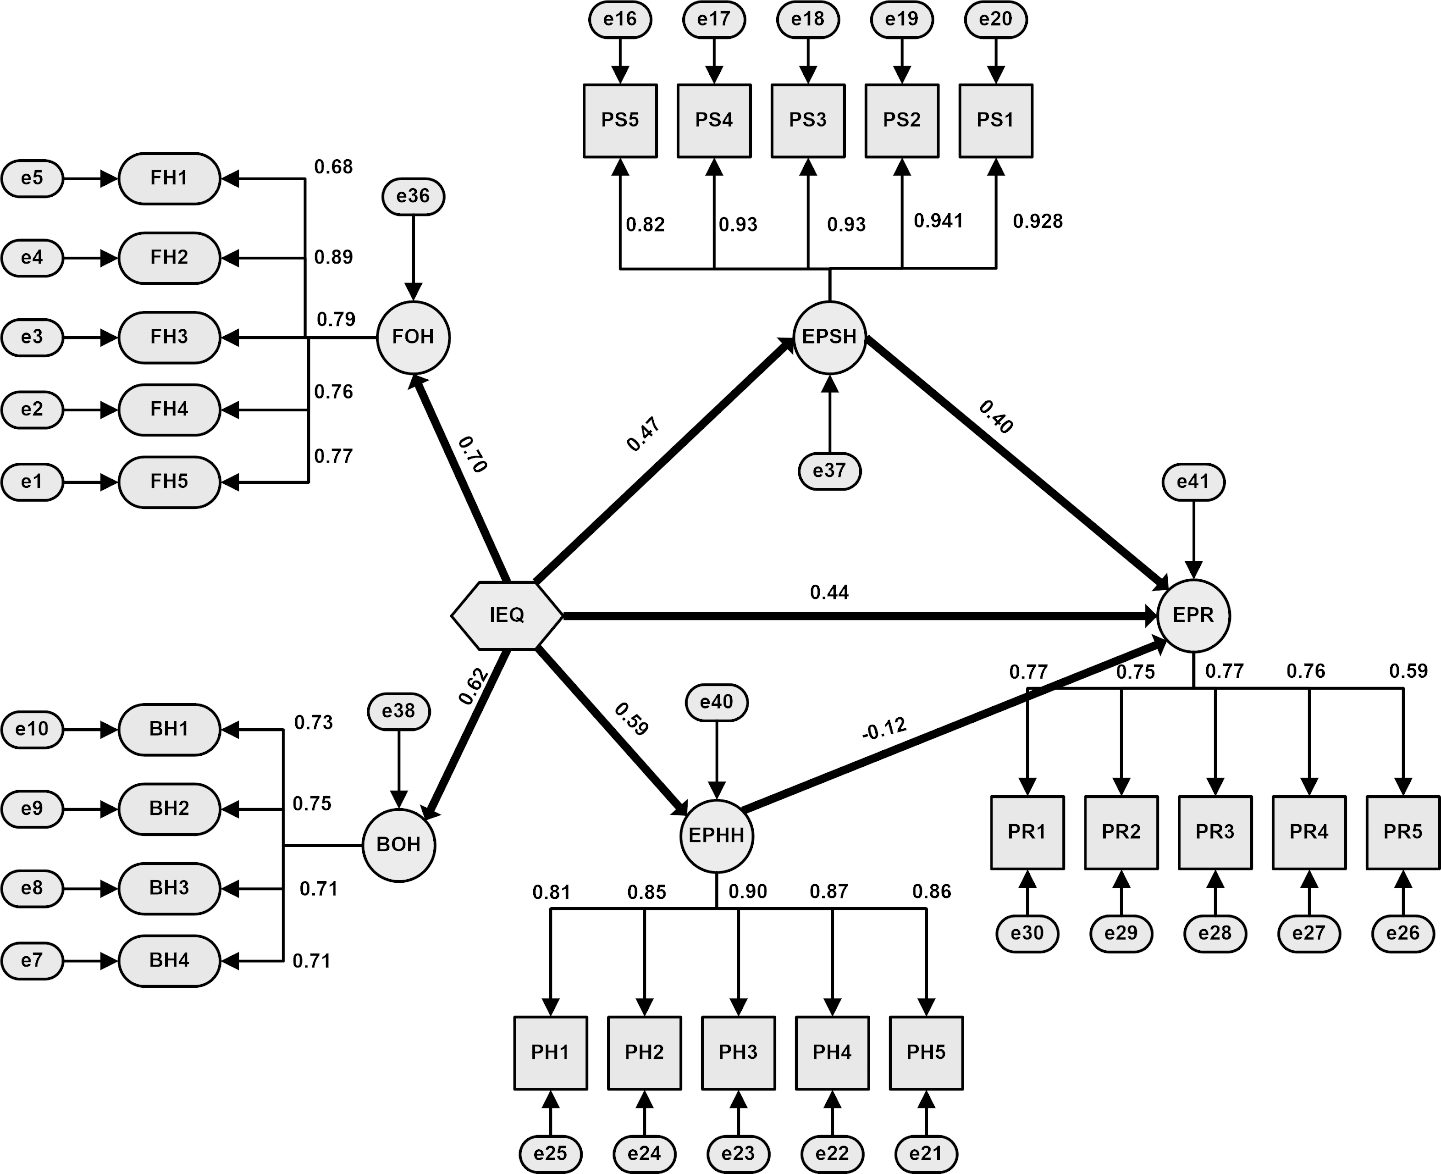 e16 e17 e18 e19 e20
PS5 PS4 PS3 PS2 PS1
0.82 0.93 0.93 0.941 0.928
e5 FH1 0.68
e36
e4 FH2 0.89
e3 FH3 0.79 FOH
e2 FH4 0.76
e1 FH5 0.77
EPSH
0.70
0.47
0.40
e37
e41
IEQ 0.44 EPR
0.62
0.59
-0.12
0.77 0.75 0.77 0.76 0.59
e38
e40
e10 BH1 0.73
e9 BH2 0.75
BOH
e8 BH3 0.71
e7 BH4 0.71
EPHH
PR1 PR2 PR3 PR4 PR5
e30 e29 e28 e27 e26
0.81 0.85 0.90 0.87 0.86
PH1 PH2 PH3 PH4 PH5
e25 e24 e23 e22 e21